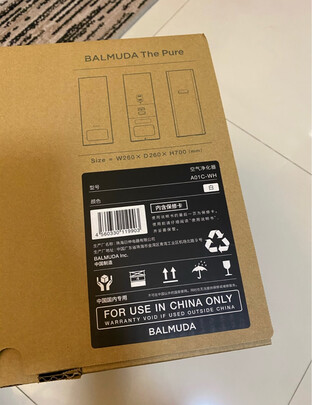 BALMUDA The Pure
Size = W260 × D260 × H700 [mm]
型号
空气净化器
A01C-WH
颜色
白
内含保修卡
4560330119903
BALMUDA Inc.
中国制造
中国国内专用
FOR USE IN CHINA ONLY
WARRANTY VOID IF USED OUTSIDE CHINA
BALMUDA